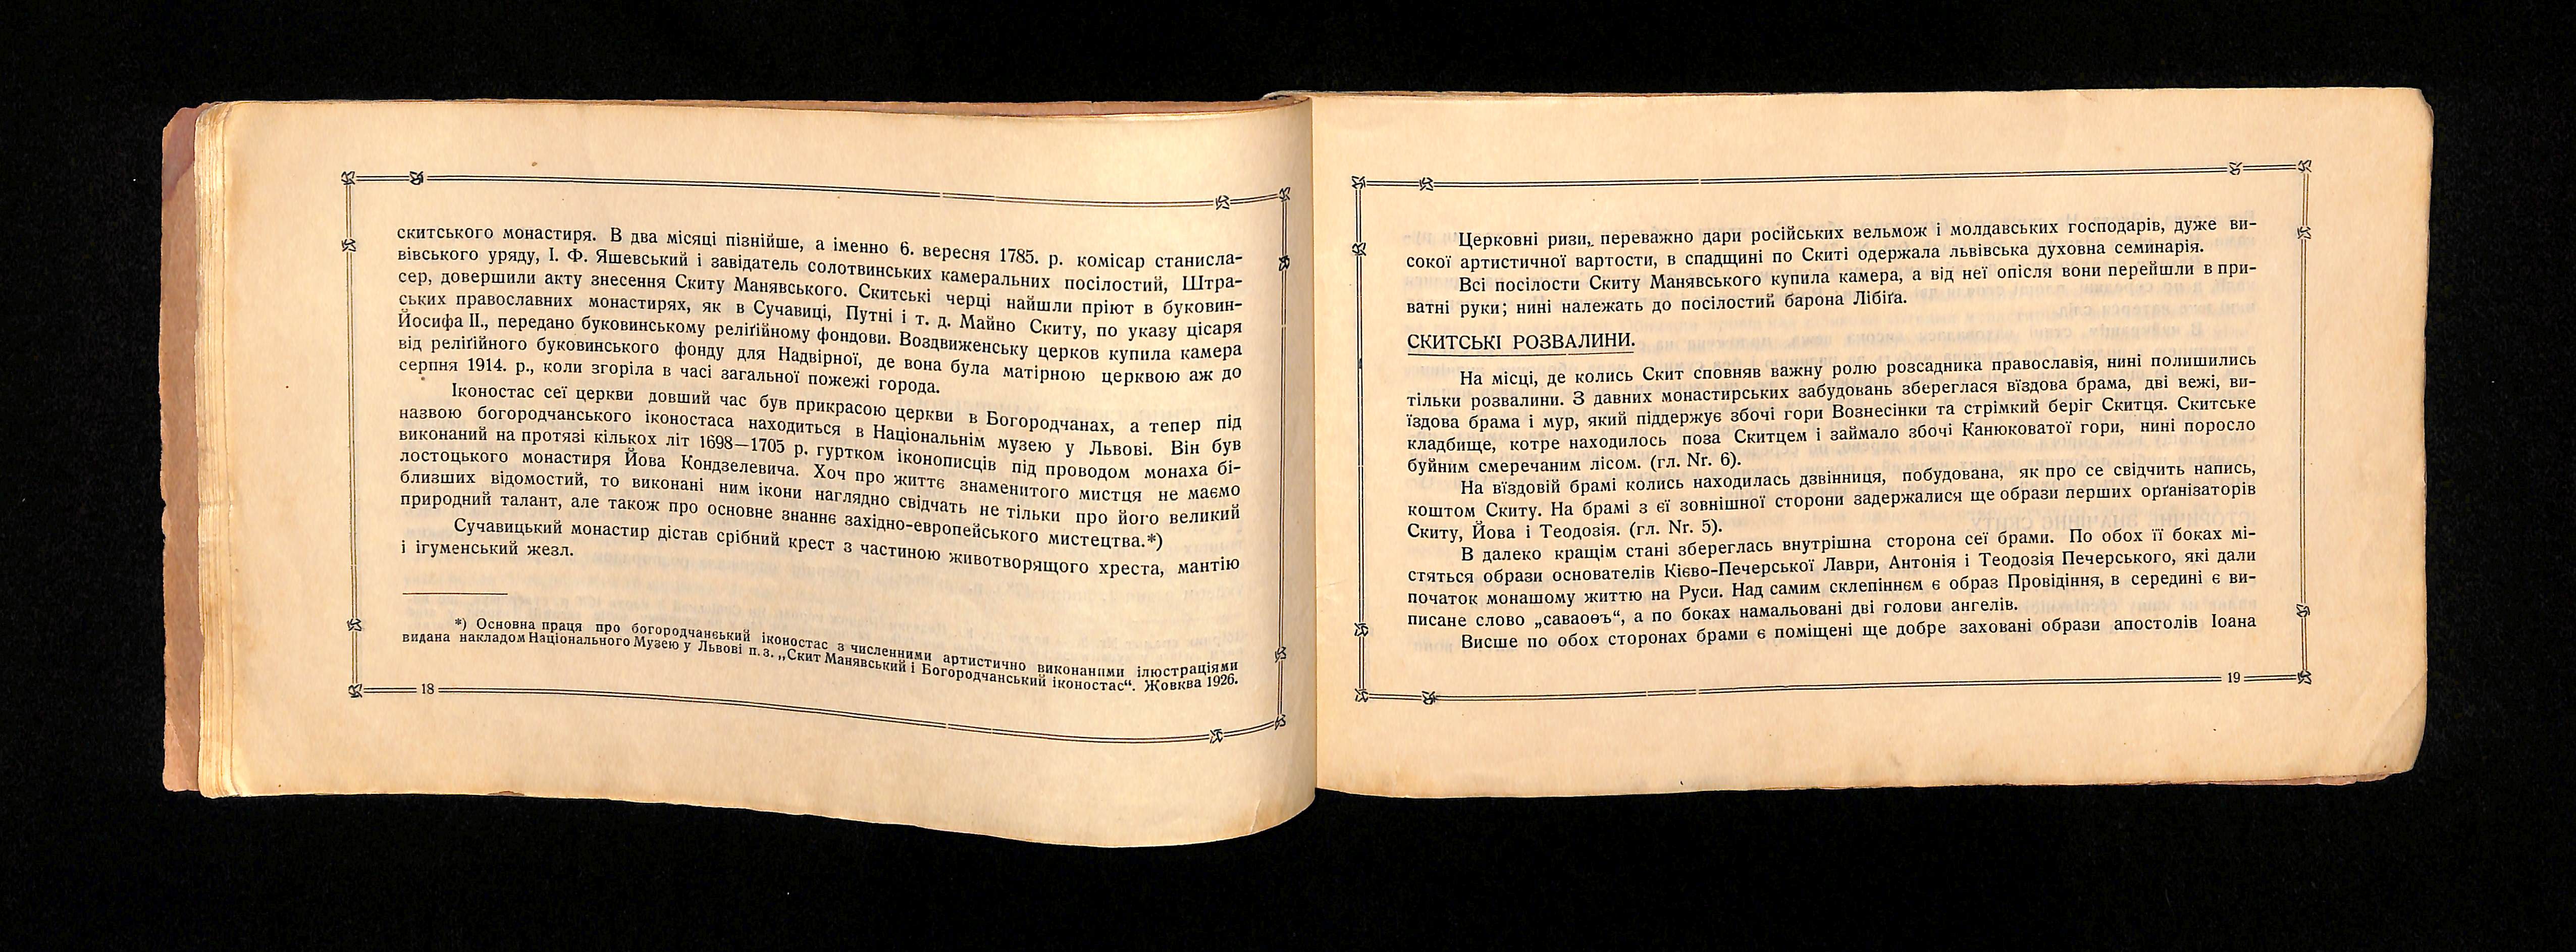 скитського монастиря. В два місяці пізнійше, а іменно 6. вересня 1785. р. комісар станисла-
вівського уряду, І. Ф. Яшевський і завідатель солотвинських камеральних посілостий, Штра-
сер, довершили акту знесення Скиту Манявського. Скитські черці найшли пріют в буковин-
ських православних монастирях, як в Сучавиці, Путні і т. д. Майно Скиту, по указу цісаря
Йосифа II., передано буковинському реліґійному фондови. Воздвиженську церков купила камера
від реліґійного буковинського фонду для Надвірної, де вона була матірною церквою аж до
серпня 1914. р., коли згоріла в часі загальної пожежі города.
Іконостас сеї церкви довший час був прикрасою церкви в Богородчанах, а тепер під
назвою богородчанського іконостаса находиться в Національнім музею у Львові. Він був
виконаний на протязі кількох літ 1698—1705 р. гуртком іконописців під проводом монаха бі-
лостоцького монастиря Йова Кондзелевича. Хоч про життє знаменитого мистця не маємо
близших відомостий, то виконані ним ікони наглядно свідчать не тільки про його великий
природний талант, але також про основне знаннє західно-европейського мистецтва.*)
Сучавицький монастир дістав срібний крест з частиною животворящого хреста, мантію
і ігуменський жезл.
*) Основна праця про богородчанський іконостас з численними артистично виконаними ілюстраціями
видана накладом Національного Музею у Львові п. з. „Скит Манявський і Богородчанський іконостас“. Жовква 1926.
18
Церковні ризи, переважно дари російських вельмож і молдавських господарів, дуже ви-
сокої артистичної вартости, в спадщині по Скиті одержала львівська духовна семинарія.
Всі посілости Скиту Манявського купила камера, а від неї опісля вони перейшли в при-
ватні руки; нині належать до посілостий барона Лібіґа.
СКИТСЬКІ РОЗВАЛИНИ.
На місці, де колись Скит сповняв важну ролю розсадника православія, нині полишились
тільки розвалини. З давних монастирських забудовань збереглася вїздова брама, дві вежі, ви-
їздова брама і мур, який піддержує збочі гори Вознесінки та стрімкий беріг Скитця. Скитське
кладбище, котре находилось поза Скитцем і займало збочі Канюковатої гори, нині поросло
буйним смеречаним лісом. (гл. Nr. 6).
На вїздовій брамі колись находилась дзвінниця, побудована, як про се свідчить напись,
коштом Скиту. На брамі з єї зовнішної сторони задержалися ще образи перших орґанізаторів
Скиту, Йова і Теодозія. (гл. Nr. 5).
В далеко кращім стані збереглась внутрішна сторона сеї брами. По обох її боках мі-
стяться образи основателів Кієво-Печерської Лаври, Антонія і Теодозія Печерського, які дали
початок монашому життю на Руси. Над самим склепіннєм є образ Провідіння, в середині є ви-
писане слово „саваоѳъ“, а по боках намальовані дві голови ангелів.
Висше по обох сторонах брами є поміщені ще добре заховані образи апостолів Іоана
19